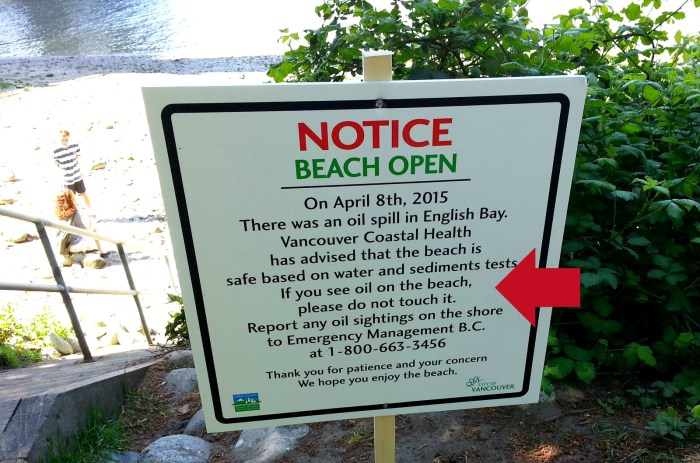 NOTICE
BEACH OPEN
On April 8th, 2015
There was an oil spill in English Bay.
Vancouver Coastal Health
has advised that the beach is
safe based on water and sediments tests
If you see oil on the beach,
please do not touch it.
Report any oil sightings on the shore
to Emergency Management B.C.
at 1-800-663-3456
Thank you for patience and your concern
We hope you enjoy the beach.
CITY OF
VANCOUVER